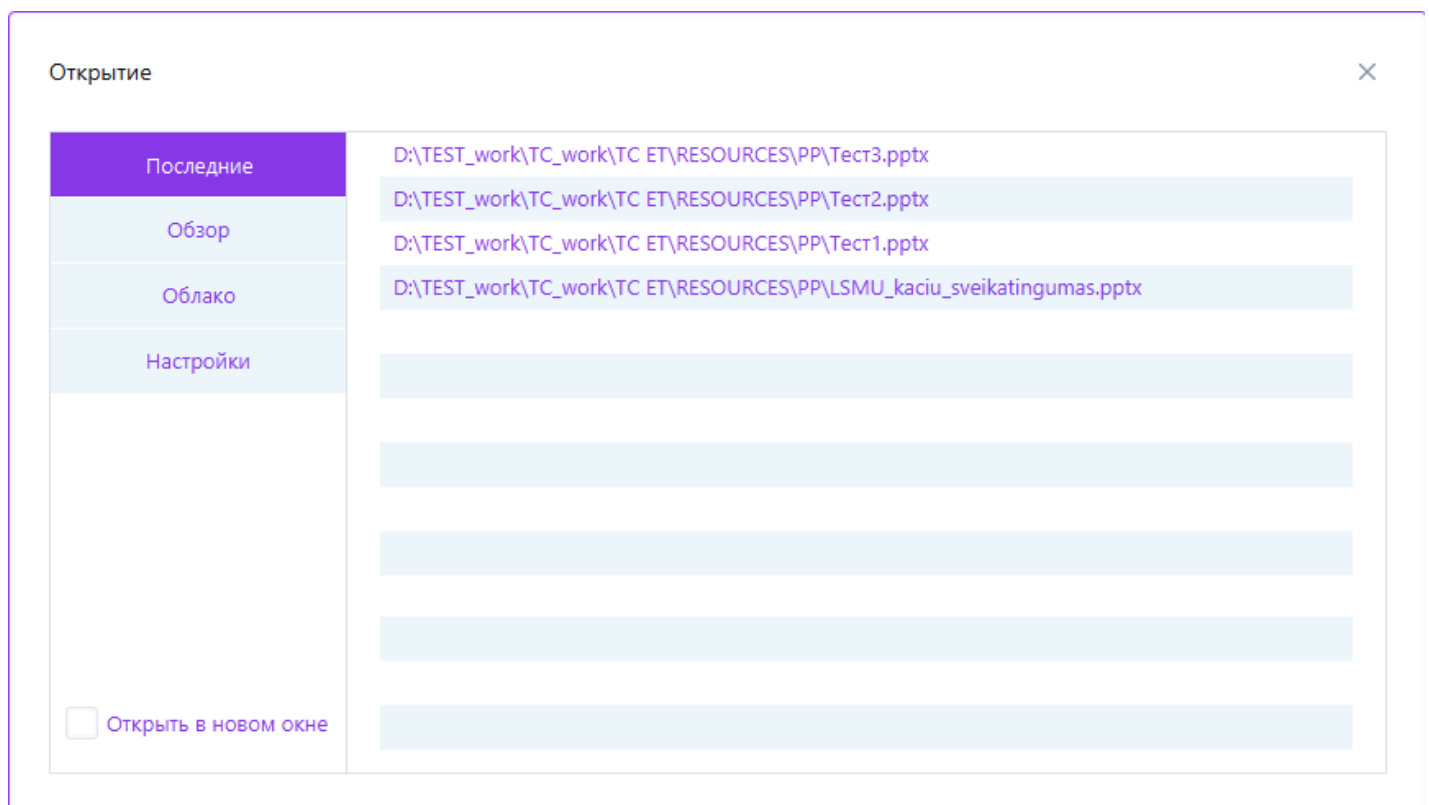 Открытие
Последние
Обзор
Облако
Настройки
Открыть в новом окне
D:\TEST_work\TC_work\TC ET\RESOURCES\PP\Тест3.pptx
D:\TEST_work\TC_work\TC ET\RESOURCES\PP\Тест2.pptx
D:\TEST_work\TC_work\TC ET\RESOURCES\PP\Тест1.pptx
D:\TEST_work\TC_work\TC ET\RESOURCES\PP\LSMU_kaciu_sveikatingumas.pptx